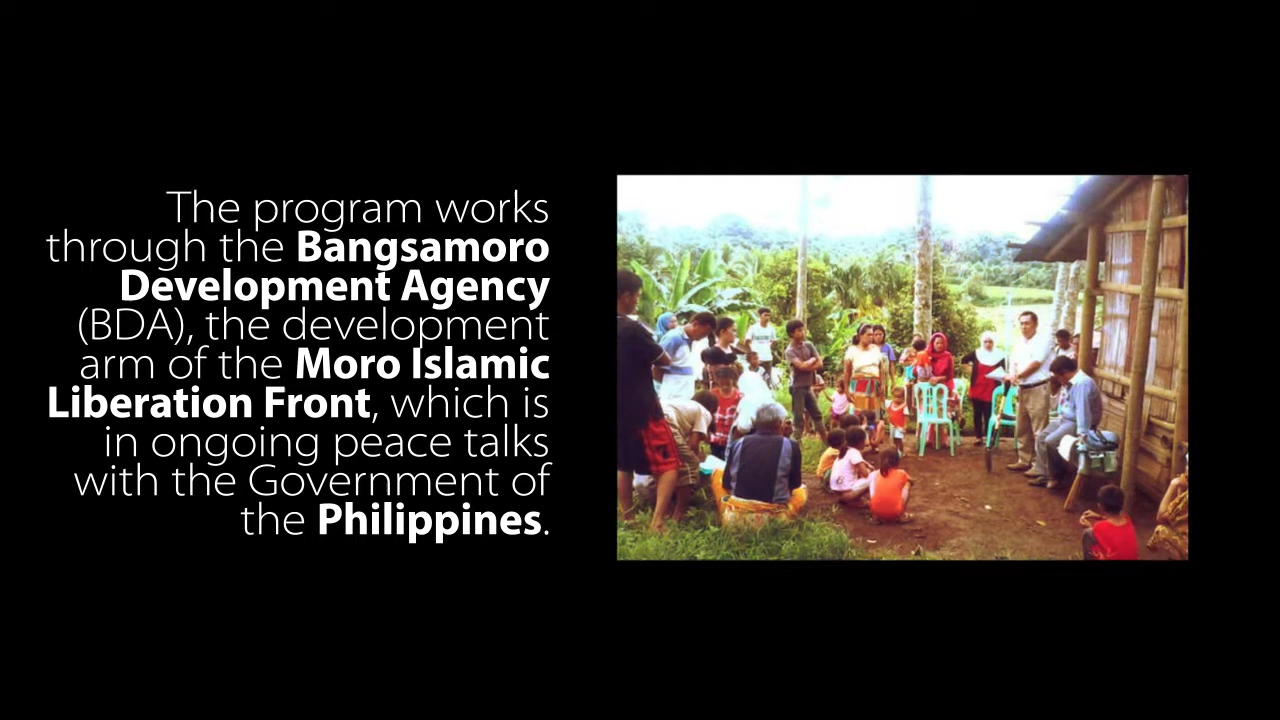 The program works
through the Bangsamoro
Development Agency
(BDA), the development
arm of the Moro Islamic
Liberation Front, which is
in ongoing peace talks
with the Government of
the Philippines.